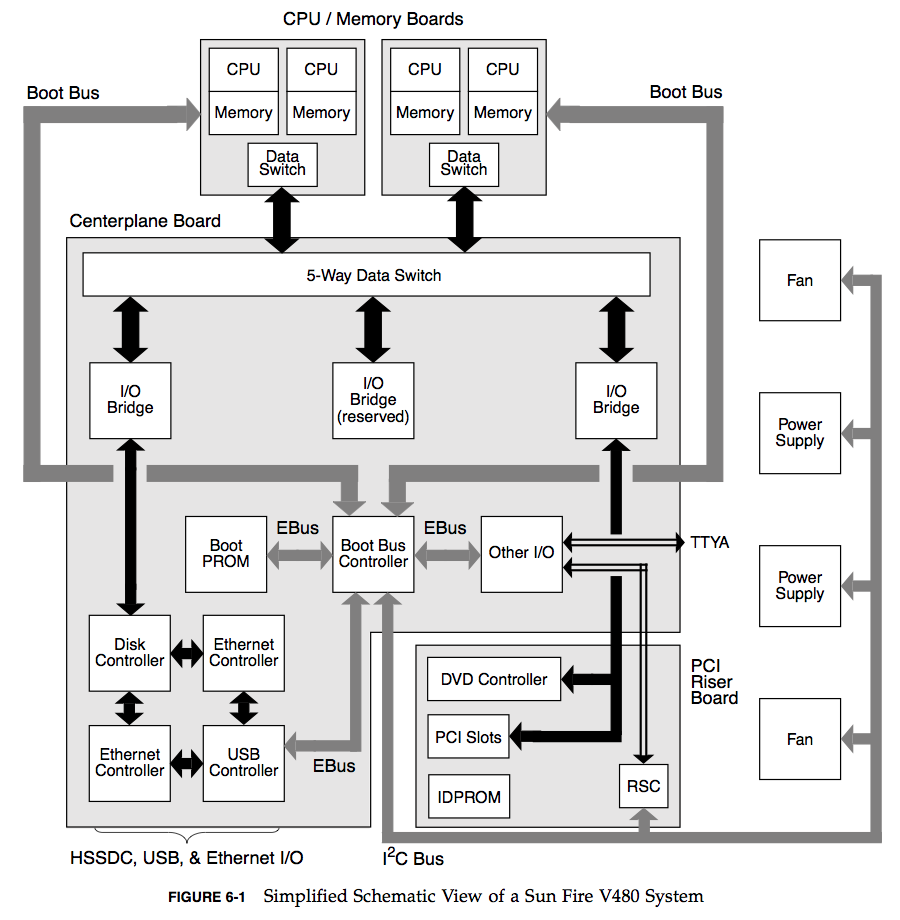 CPU / Memory Boards
CPU
CPU
CPU
CPU
Boot Bus
Boot Bus
Memory
Memory
Memory
Memory
Data
Switch
Data
Switch
Centerplane Board
5-Way Data Switch
Fan
I/O
Bridge
I/O
Bridge
(reserved)
I/O
Bridge
Power
Supply
EBus
EBus
Boot
PROM
Boot Bus
Controller
Other I/O
TTYA
Power
Supply
Disk
Controller
Ethernet
Controller
DVD Controller
PCI
Riser
Board
PCI Slots
Fan
Ethernet
Controller
USB
Controller
EBus
IDPROM
RSC
HSSDC, USB, & Ethernet I/O
I²C Bus
FIGURE 6-1 Simplified Schematic View of a Sun Fire V480 System